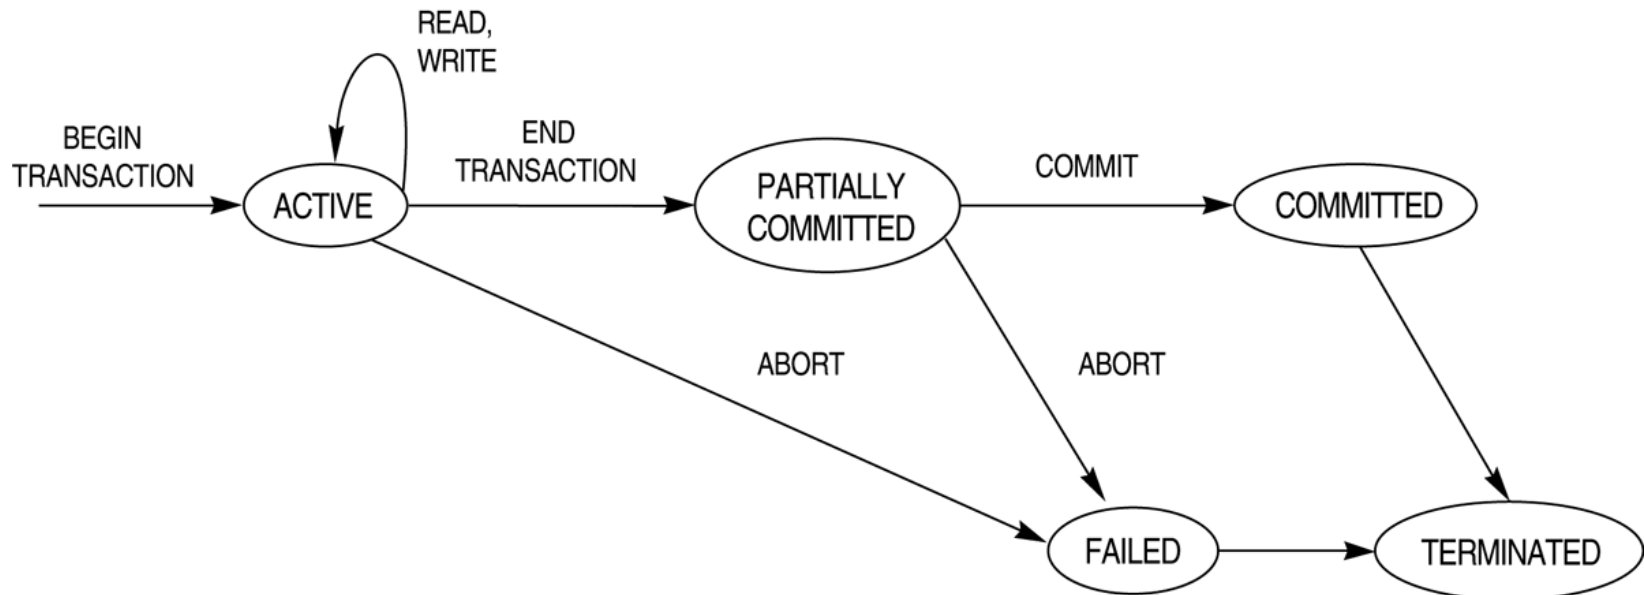 READ,
WRITE
BEGIN
TRANSACTION
END
TRANSACTION
COMMIT
ACTIVE
PARTIALLY
COMMITTED
COMMITTED
ABORT
ABORT
FAILED
TERMINATED